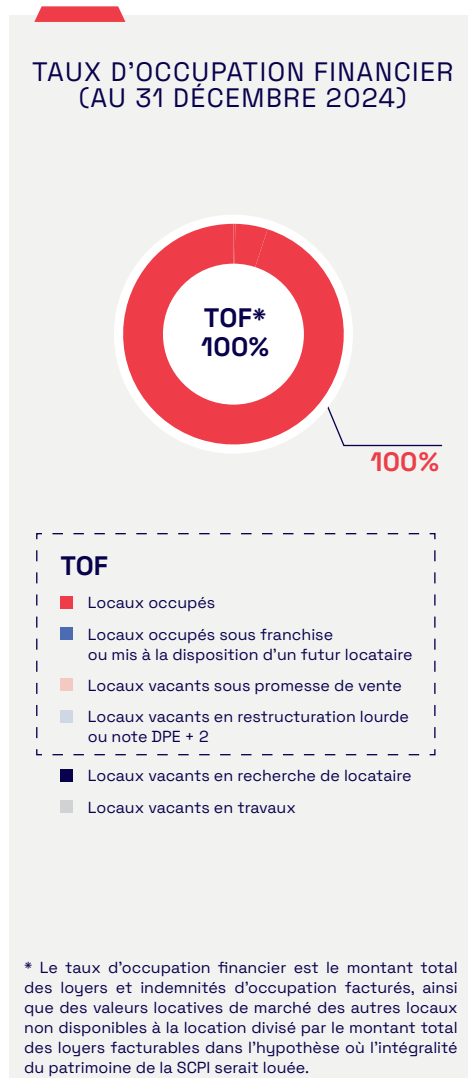 TAUX D'OCCUPATION FINANCIER
(AU 31 DÉCEMBRE 2024)
TOF*
100%
100%
TOF
Locaux occupés
Locaux occupés sous franchise
ou mis à la disposition d'un futur locataire
Locaux vacants sous promesse de vente
Locaux vacants en restructuration lourde
ou note DPE + 2
Locaux vacants en recherche de locataire
Locaux vacants en travaux
* Le taux d'occupation financier est le montant total
des loyers et indemnités d'occupation facturés, ainsi
que des valeurs locatives de marché des autres locaux
non disponibles à la location divisé par le montant total
des loyers facturables dans l'hypothèse où l'intégralité
du patrimoine de la SCPI serait louée.